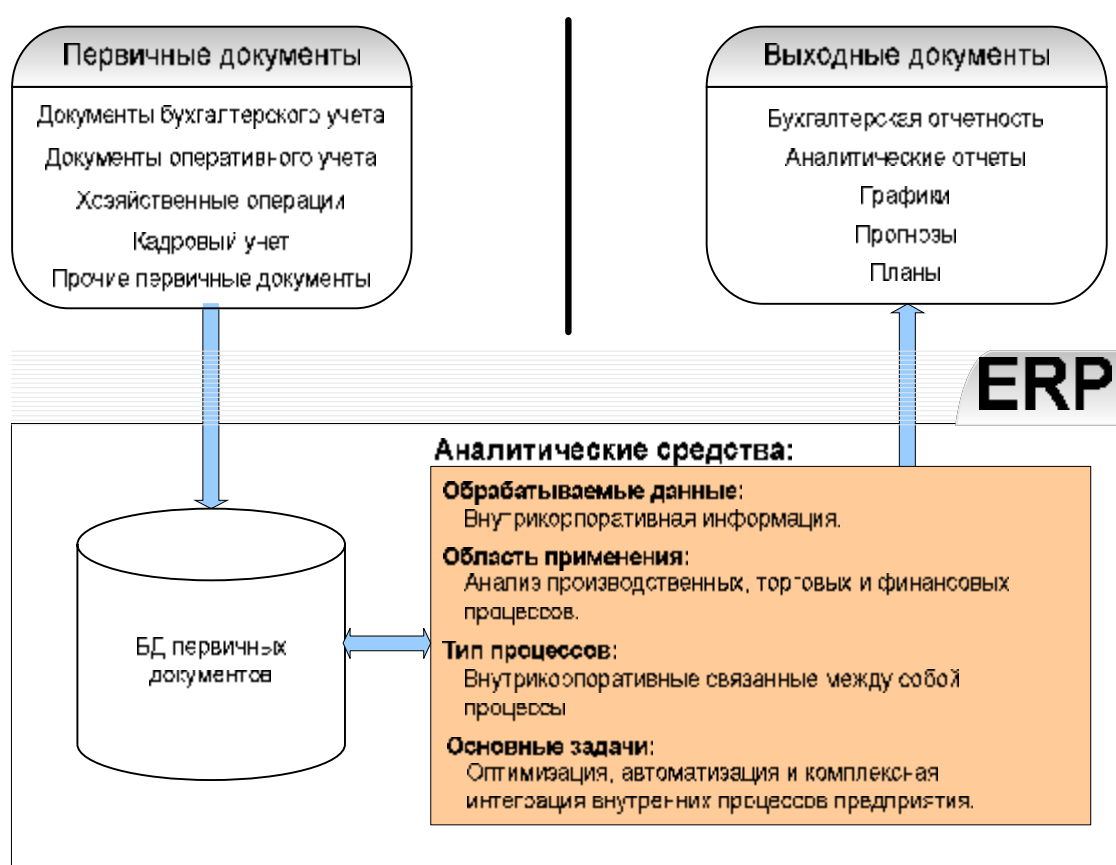 Первичные документы
Документы бухгалтерского учета
Документы оперативного учета
Хозяйственные операции
Кадровый учет
Прочие первичные документы
Выходные документы
Бухгалтерская отчетность
Аналитические отчеты
Графики
Прогнозы
Планы
ERP
БД первичных
документов
Аналитические средства:
Обрабатываемые данные:
Внутрикорпоративная информация.
Область применения:
Анализ производственных, торговых и финансовых
процессов.
Тип процессов:
Внутрикорпоративные связанные между собой
процессы
Основные задачи:
Оптимизация, автоматизация и комплексная
интеграция внутренних процессов предприятия.